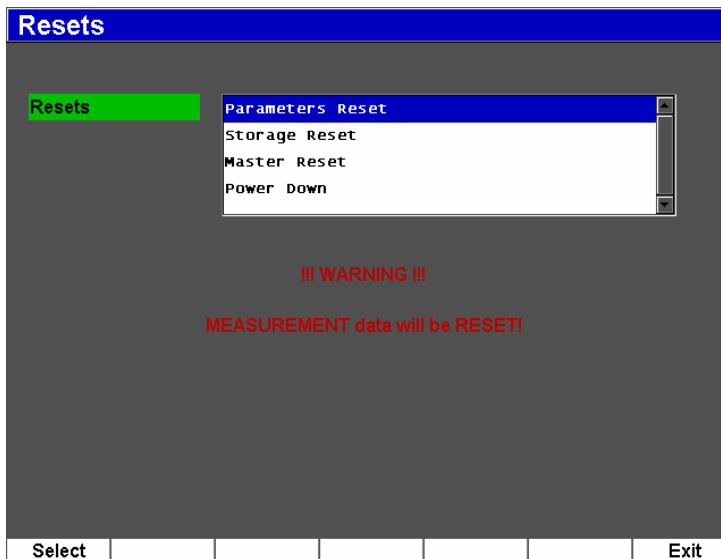 Resets
Resets
Parameters Reset
Storage Reset
Master Reset
Power Down
!!! WARNING !!!
MEASUREMENT data will be RESET!
Select Exit